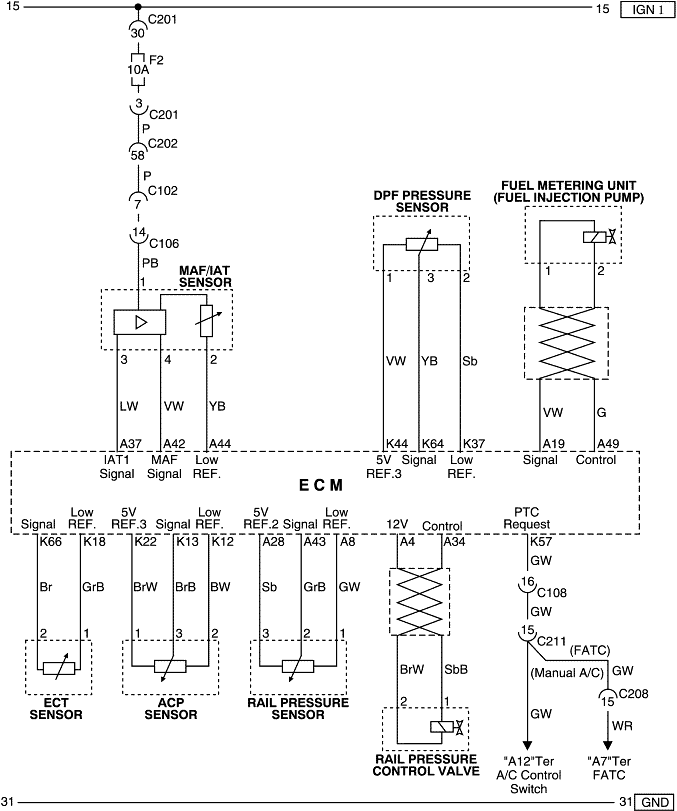 15
15 IGN 1
C201
30
F2
10A
3
C201
P
C202
58
P
C102
7
14
C106
PB
1
MAF/IAT
SENSOR
3 4 2
LW VW YB
A37 A42 A44
IAT1 Signal
MAF Signal
Low REF.
DPF PRESSURE
SENSOR
1 3 2
VW YB Sb
K44 K64 K37
5V REF.3
Signal
Low REF.
FUEL METERING UNIT
(FUEL INJECTION PUMP)
1 2
VW G
A19 A49
Signal Control
ECM
Signal
Low REF.
5V REF.3
Signal
Low REF.
5V REF.2
Signal
Low REF.
12V
Control
PTC
Request
K66 K18 K22 K13 K12 A28 A43 A8 A4 A34 K57
Br GrB BrW BrB BW Sb GrB GW
2 1
ECT
SENSOR
1 3 2
ACP
SENSOR
3 2 1
RAIL PRESSURE
SENSOR
BrW SbB
2 1
RAIL PRESSURE
CONTROL VALVE
GW
16
C108
GW
15
C211
(FATC)
(Manual A/C)
GW
C208
15
GW
WR
"A12"Ter
A/C Control
Switch
"A7"Ter
FATC
31
31 GND